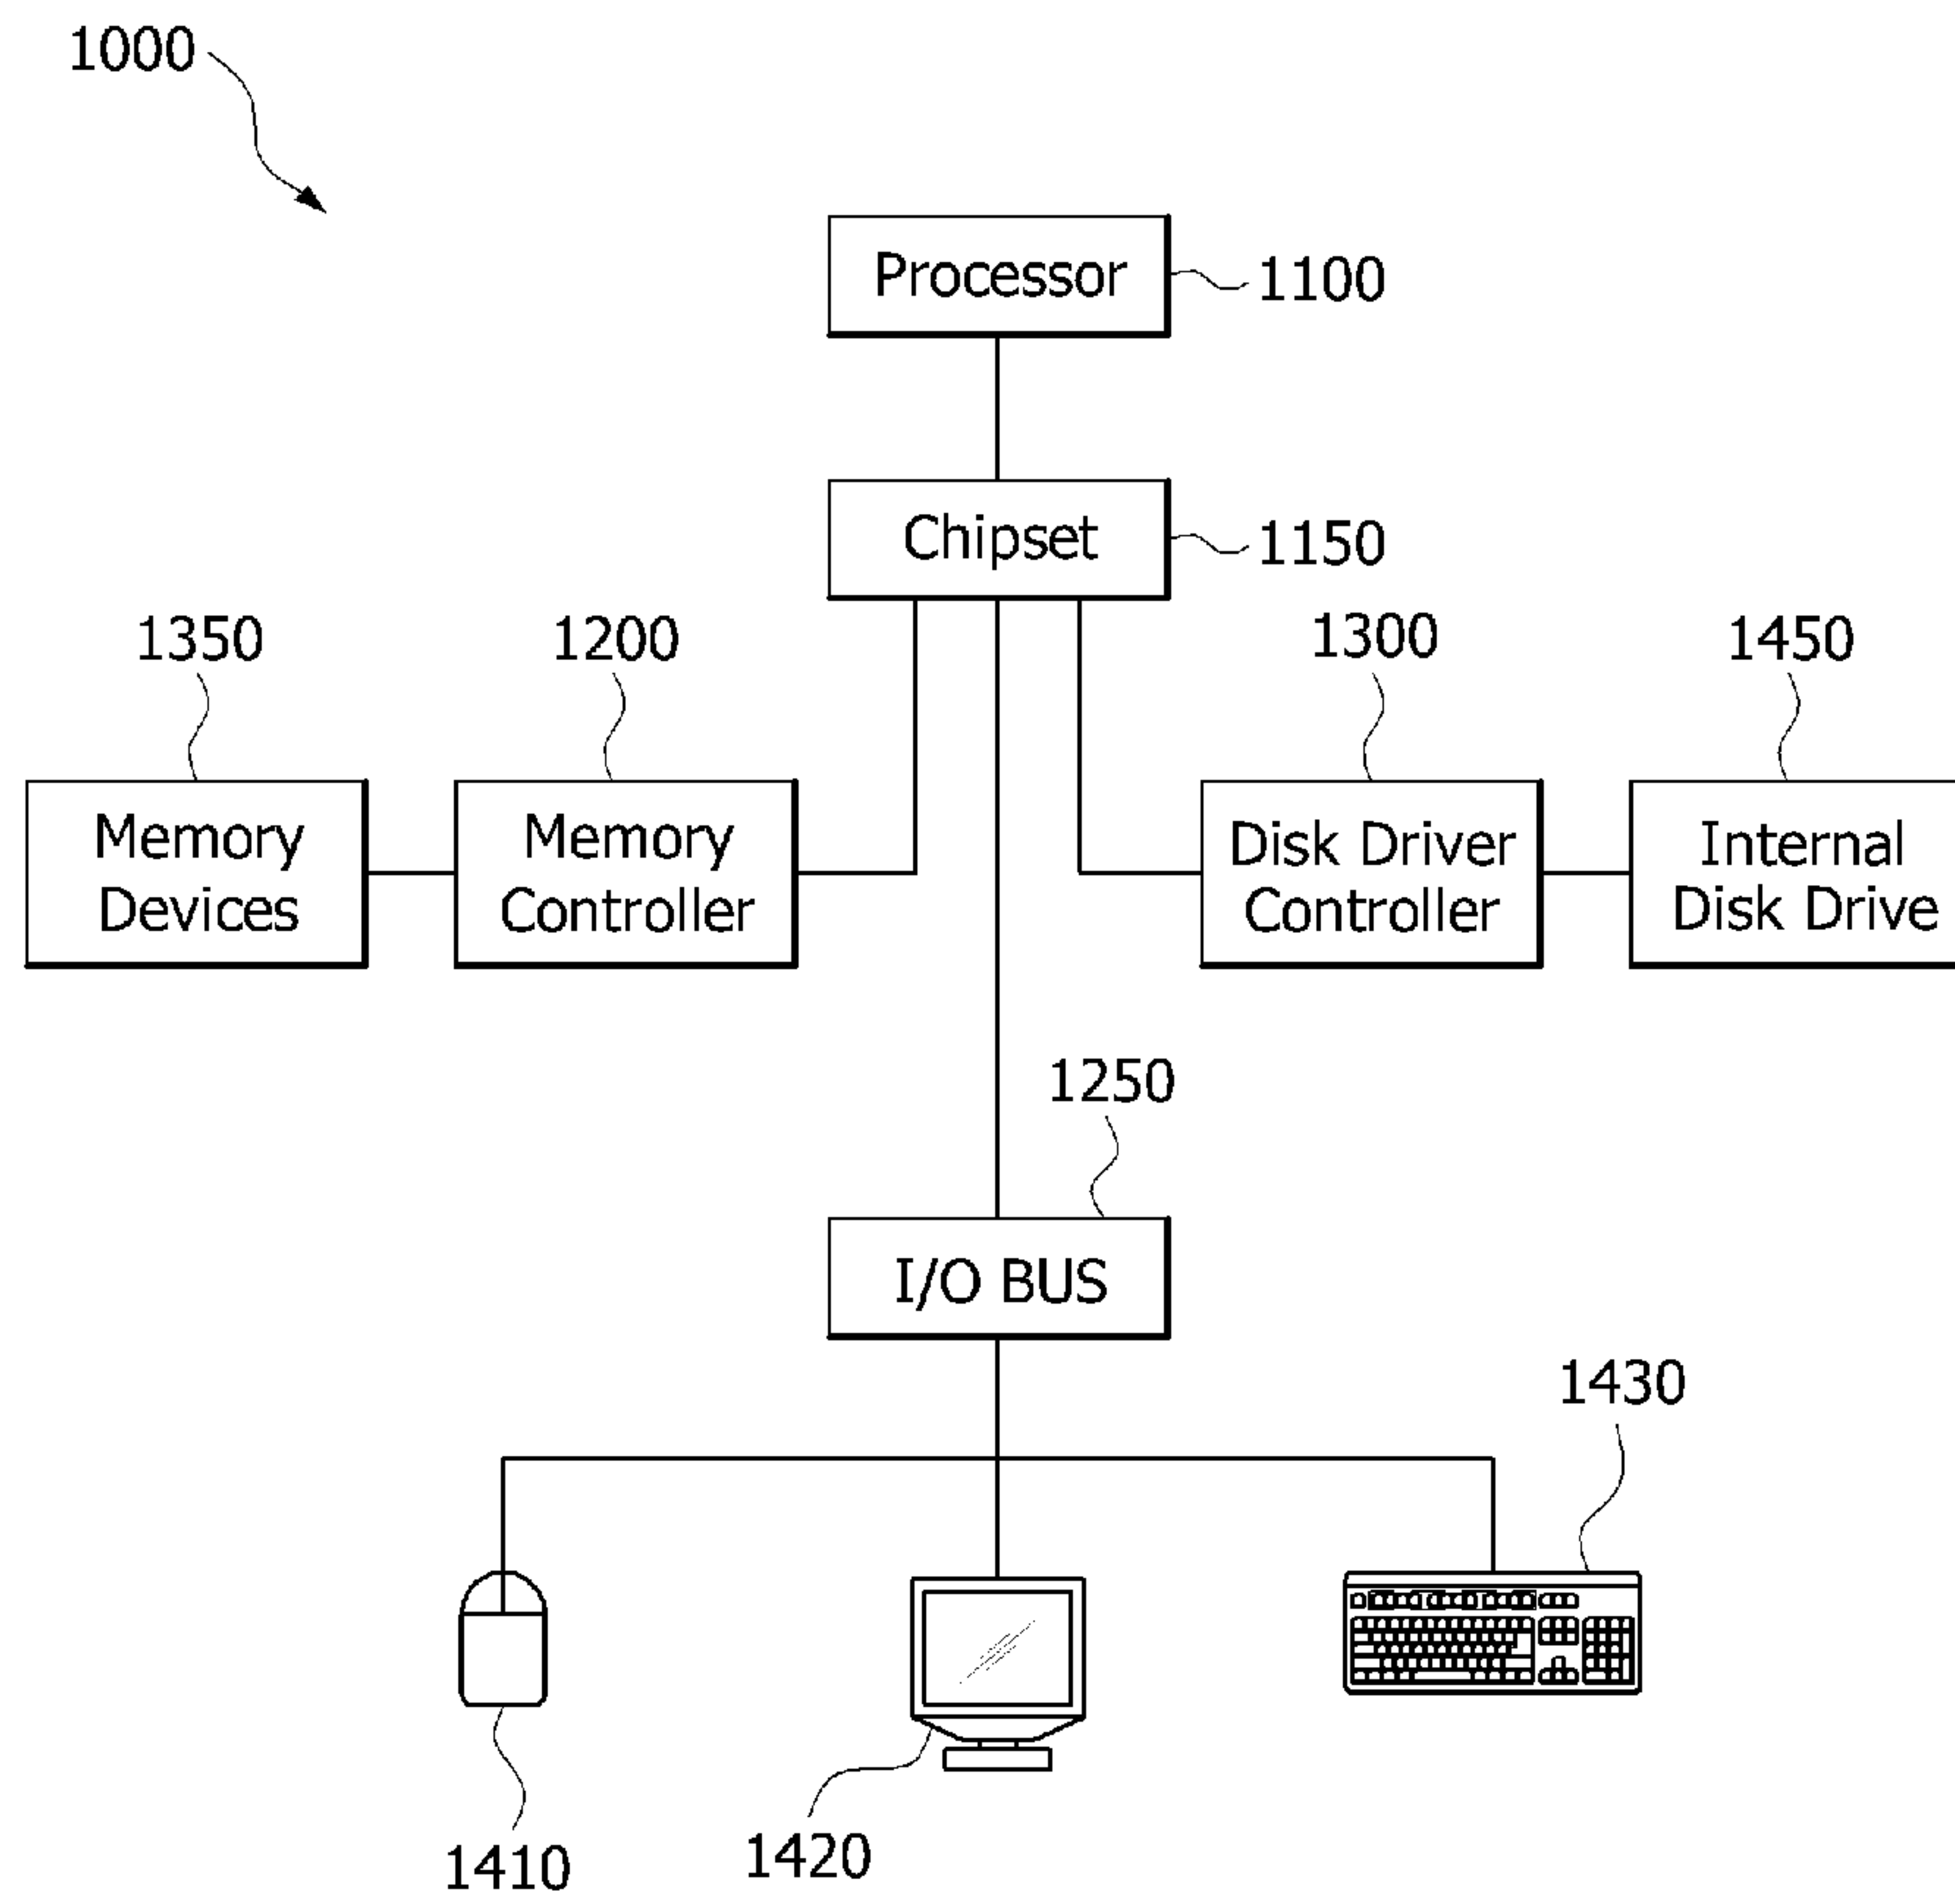 1000
Processor
1100
Chipset
1150
1350
1200
1300
1450
Memory
Devices
Memory
Controller
Disk Driver
Controller
Internal
Disk Drive
1250
I/O BUS
1430
1410
1420